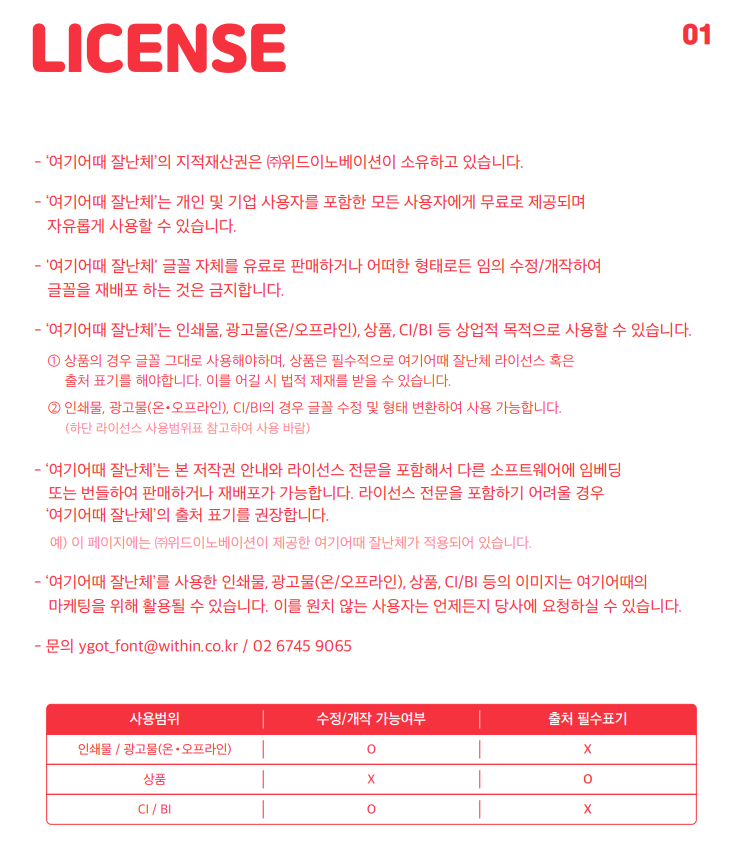 LICENSE
01
- '여기어때 잘난체'의 지적재산권은 ㈜위드이노베이션이 소유하고 있습니다.
- '여기어때 잘난체'는 개인 및 기업 사용자를 포함한 모든 사용자에게 무료로 제공되며
자유롭게 사용할 수 있습니다.
- '여기어때 잘난체' 글꼴 자체를 유료로 판매하거나 어떠한 형태로든 임의 수정/개작하여
글꼴을 재배포 하는 것은 금지합니다.
- '여기어때 잘난체'는 인쇄물, 광고물(온/오프라인), 상품, CI/BI 등 상업적 목적으로 사용할 수 있습니다.
① 상품의 경우 글꼴 그대로 사용해야하며, 상품은 필수적으로 여기어때 잘난체 라이선스 혹은
출처 표기를 해야합니다. 이를 어길 시 법적 제재를 받을 수 있습니다.
② 인쇄물, 광고물(온•오프라인), CI/BI의 경우 글꼴 수정 및 형태 변환하여 사용 가능합니다.
(하단 라이선스 사용범위표 참고하여 사용 바람)
- '여기어때 잘난체'는 본 저작권 안내와 라이선스 전문을 포함해서 다른 소프트웨어에 임베딩
또는 번들하여 판매하거나 재배포가 가능합니다. 라이선스 전문을 포함하기 어려울 경우
'여기어때 잘난체'의 출처 표기를 권장합니다.
예) 이 페이지에는 ㈜위드이노베이션이 제공한 여기어때 잘난체가 적용되어 있습니다.
- '여기어때 잘난체'를 사용한 인쇄물, 광고물(온/오프라인), 상품, CI/BI 등의 이미지는 여기어때의
마케팅을 위해 활용될 수 있습니다. 이를 원치 않는 사용자는 언제든지 당사에 요청하실 수 있습니다.
- 문의 ygot_font@within.co.kr / 02 6745 9065
사용범위 수정/개작 가능여부 출처 필수표기
인쇄물 / 광고물(온•오프라인) O X
상품 X O
CI / BI O X